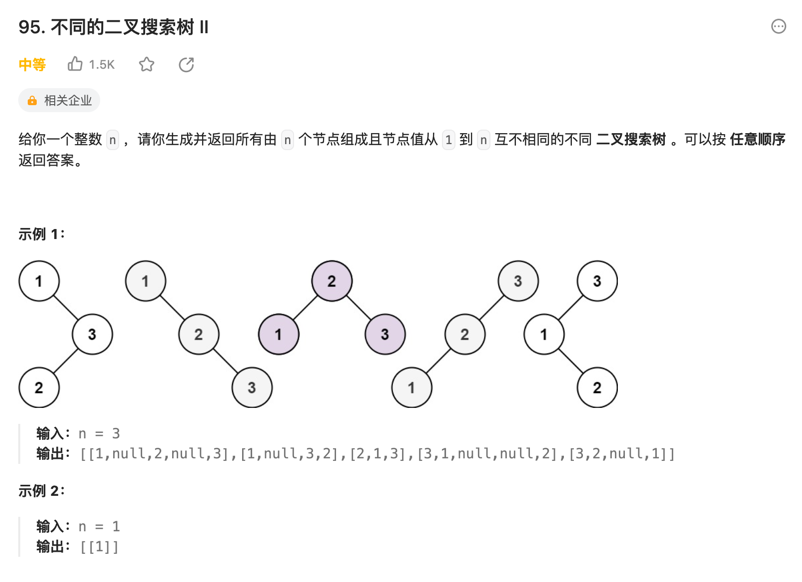 95. 不同的二叉搜索树 II
中等 1.5K
相关企业
给你一个整数 n ，请你生成并返回所有由 n 个节点组成且节点值从 1 到 n 互不相同的不同 二叉搜索树 。可以按 任意顺序
返回答案。
示例 1：
1 1 2 3 3
3 2 1 3 2 1
2 3 1 2
输入：n = 3
输出：[[1,null,2,null,3],[1,null,3,2],[2,1,3],[3,1,null,null,2],[3,2,null,1]]
示例 2：
输入：n = 1
输出：[[1]]